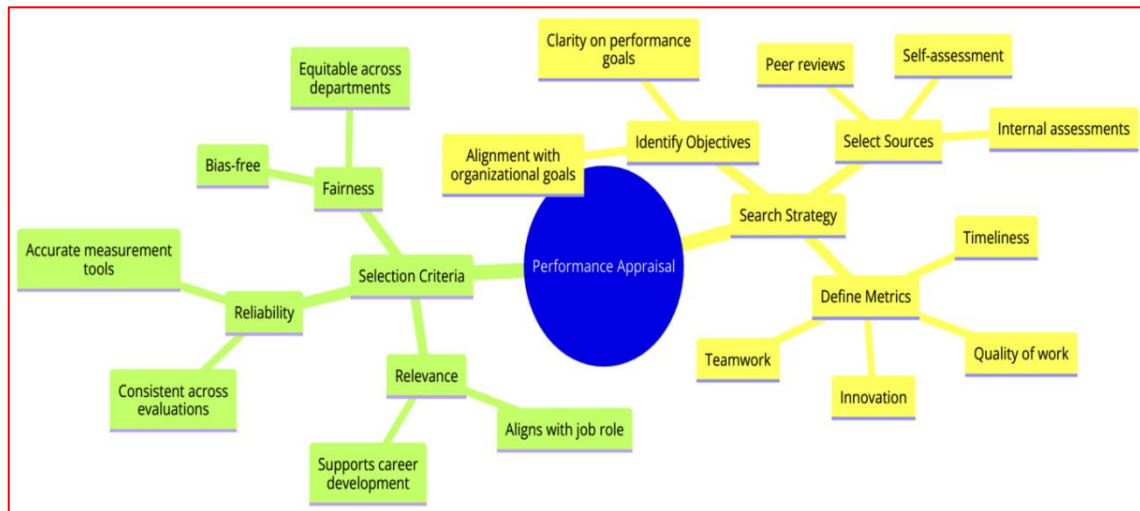 Clarity on performance
goals
Equitable across
departments
Peer reviews
Self-assessment
Identify Objectives
Select Sources
Internal assessments
Bias-free
Alignment with
organizational goals
Fairness
Search Strategy
Accurate measurement
tools
Timeliness
Selection Criteria
Performance Appraisal
Reliability
Define Metrics
Teamwork
Quality of work
Relevance
Consistent across
evaluations
Innovation
Aligns with job role
Supports career
development